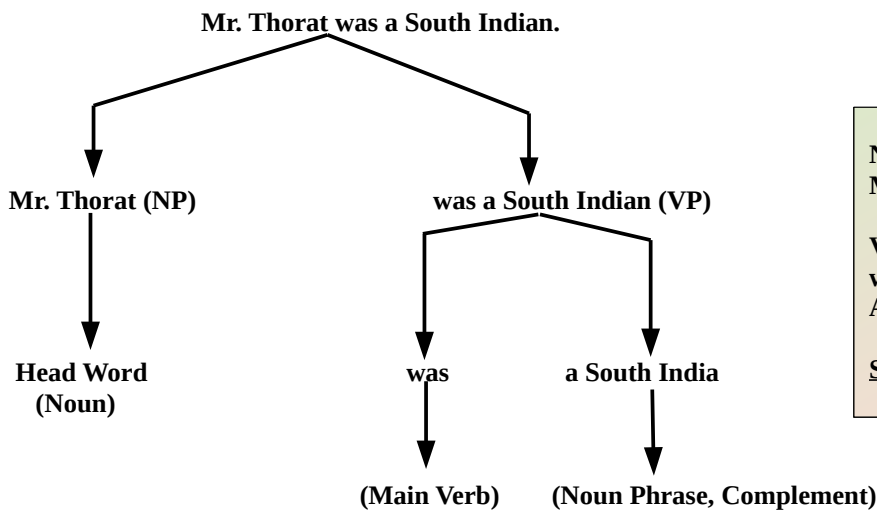 Mr. Thorat was a South Indian.
Mr. Thorat (NP)
was a South Indian (VP)
Head Word
(Noun)
was
a South India
(Main Verb)
(Noun Phrase, Complement)